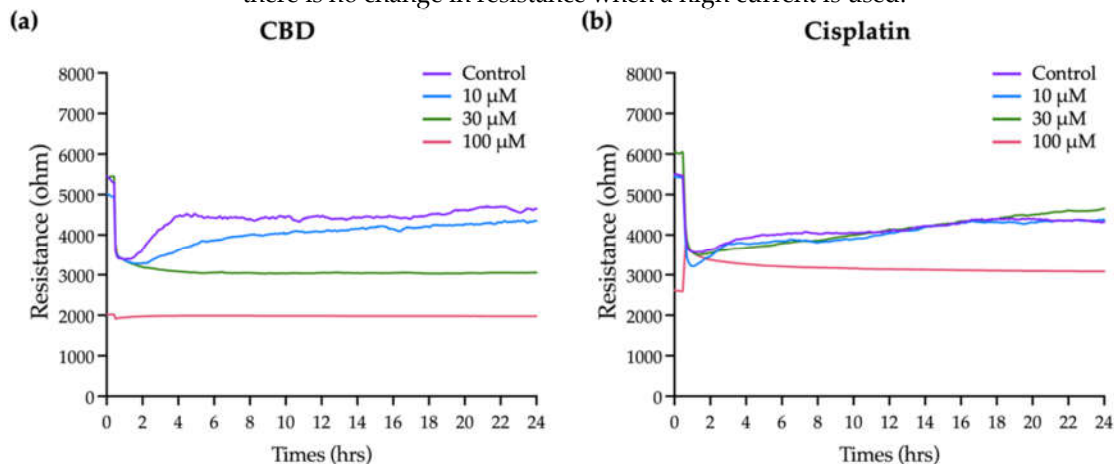 there is no change in resistance when a high current is used.
(a)
CBD
Resistance (ohm)
8000
7000
6000
5000
4000
3000
2000
1000
0
Control
10 µM
30 µM
100 µM
0 2 4 6 8 10 12 14 16 18 20 22 24
Times (hrs)
(b)
Cisplatin
Resistance (ohm)
8000
7000
6000
5000
4000
3000
2000
1000
0
Control
10 µM
30 µM
100 µM
0 2 4 6 8 10 12 14 16 18 20 22 24
Times (hrs)